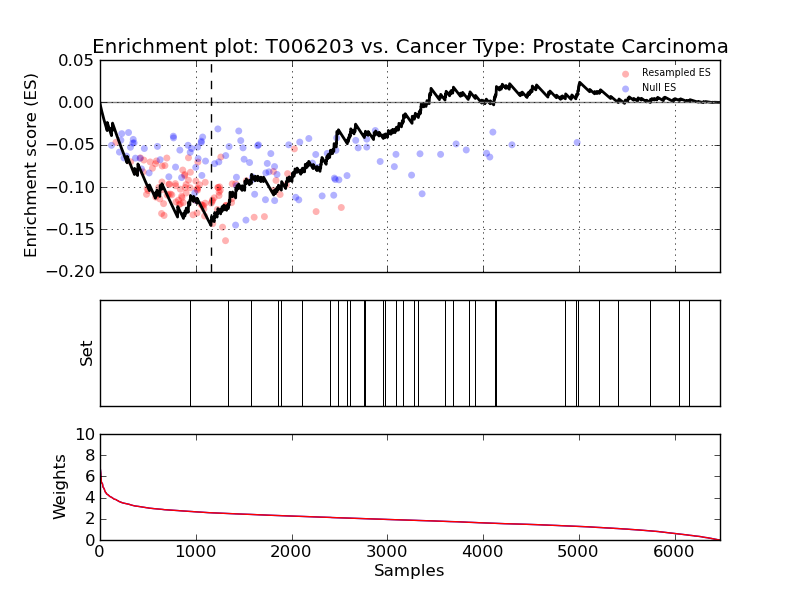 Enrichment plot: T006203 vs. Cancer Type: Prostate Carcinoma
Enrichment score (ES)
0.05
0.00
−0.05
−0.10
−0.15
−0.20
Resampled ES
Null ES
Set
Weights
10
8
6
4
2
0
0 1000 2000 3000 4000 5000 6000
Samples